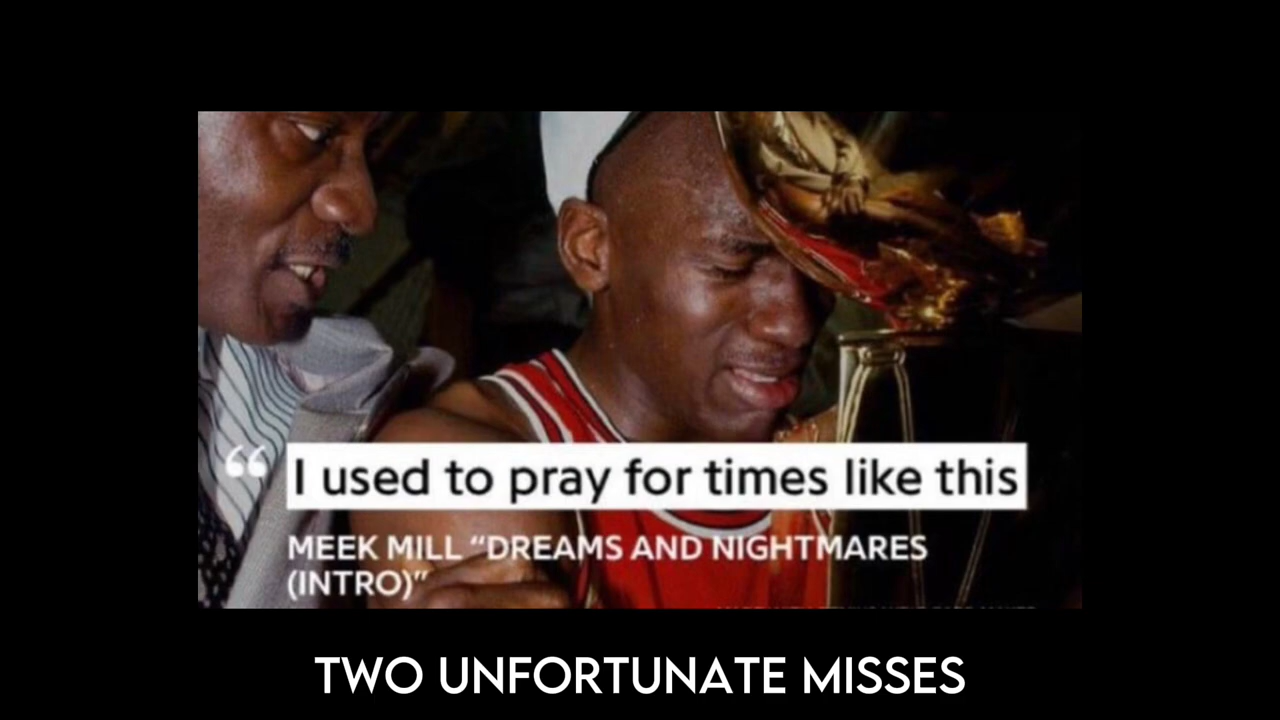 “ I used to pray for times like this
MEEK MILL “DREAMS AND NIGHTMARES
(INTRO)”
TWO UNFORTUNATE MISSES